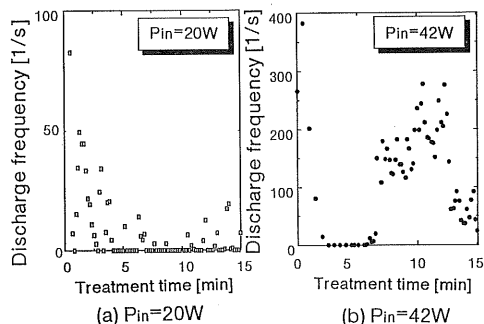 Discharge frequency [1/s]
100
50
0
0
5
10
15
Pin=20W
Treatment time [min]
(a) Pin=20W
Discharge frequency [1/s]
400
300
200
100
0
0
5
10
15
Pin=42W
Treatment time [min]
(b) Pin=42W